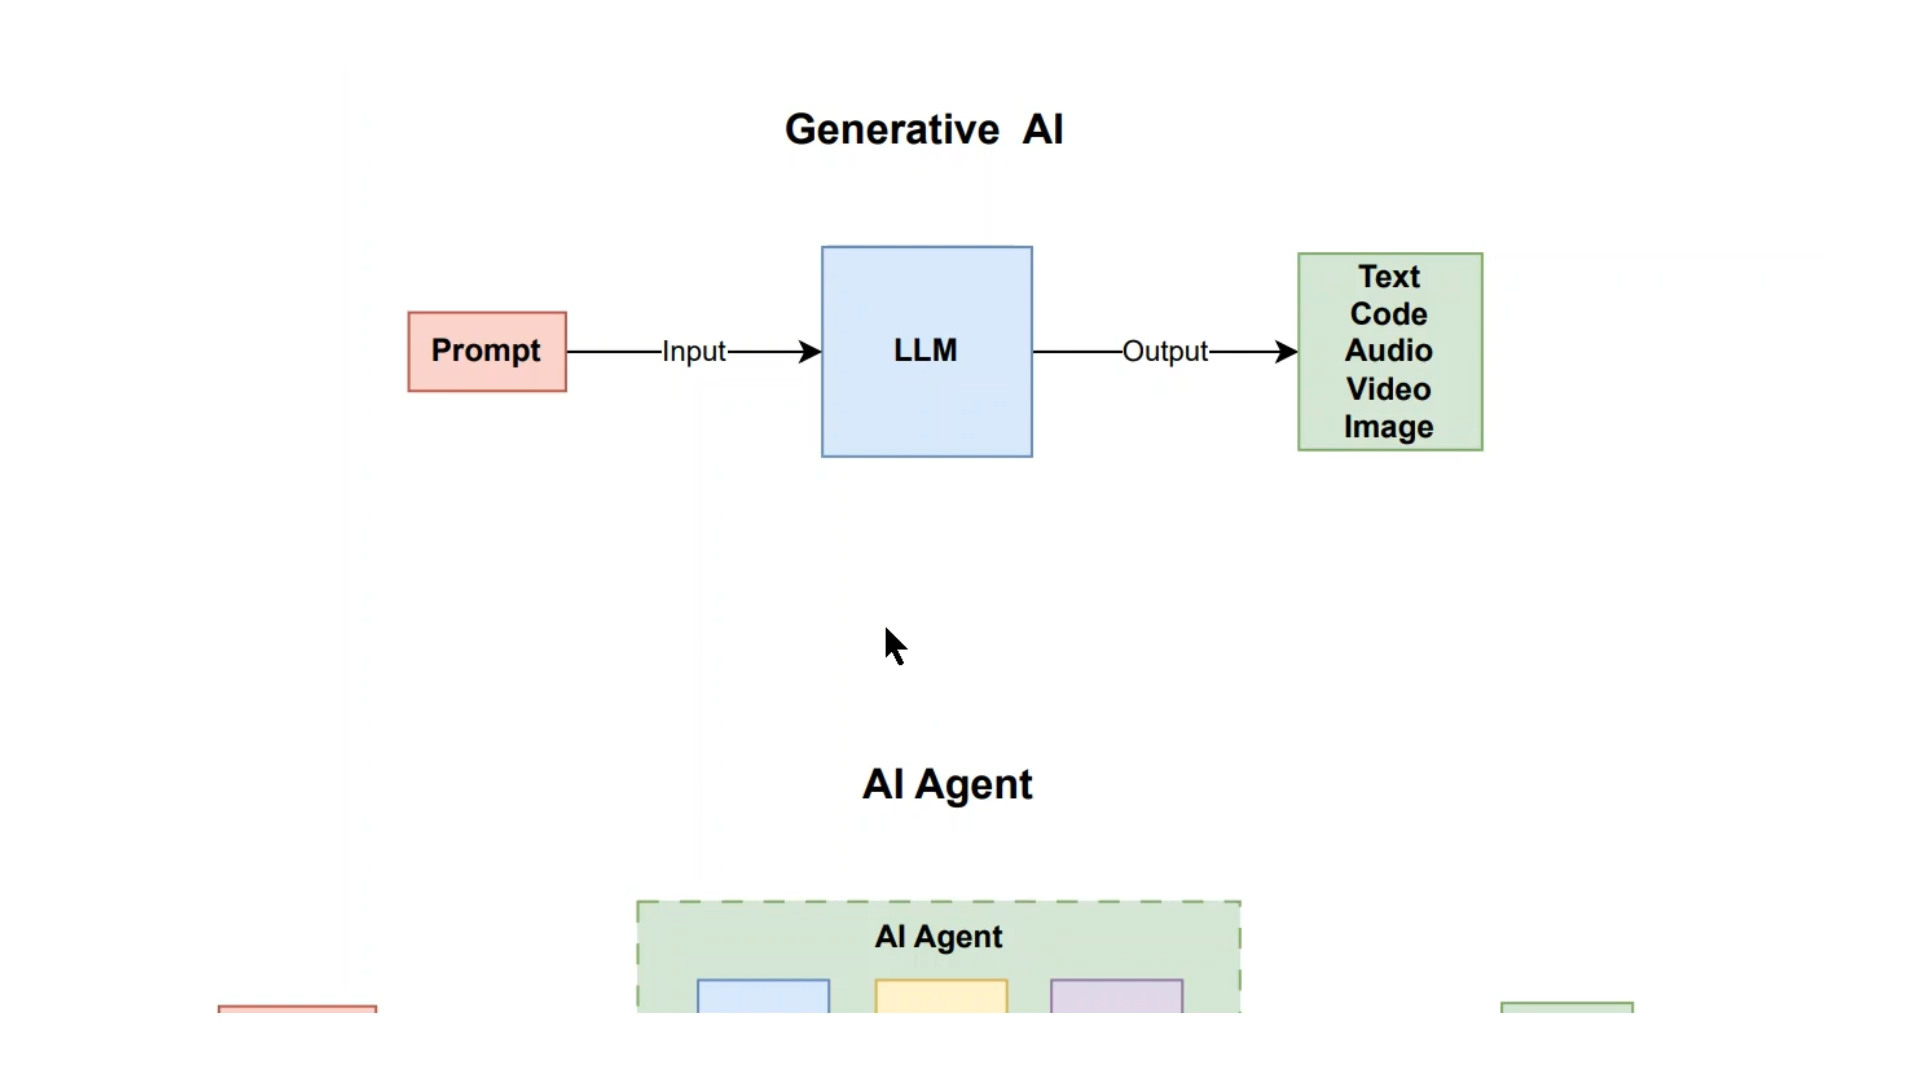 Generative AI
Prompt
Input
LLM
Output
Text
Code
Audio
Video
Image
AI Agent
AI Agent